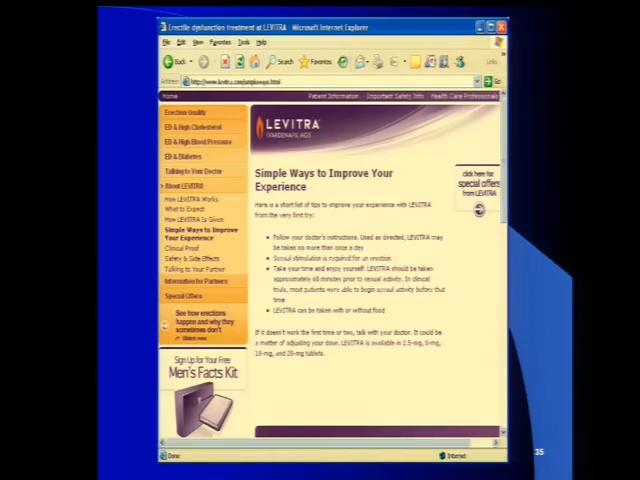 Erectile dysfunction treatment at LEVITRA - Microsoft Internet Explorer
File Edit View Favorites Tools Help
Back Search Favorites Links
Address http://www.levitra.com/simpleways.html Go
Home Patient Information Important Safety Info Health Care Professionals
Erection Quality
ED & High Cholesterol
ED & High Blood Pressure
ED & Diabetes
Talking to Your Doctor
About LEVITRA
How LEVITRA Works
What to Expect
How LEVITRA Is Given
Simple Ways to Improve
Your Experience
Clinical Proof
Safety & Side Effects
Talking to Your Partner
Information for Partners
Special Offers
See how erections
happen and why they
sometimes don't
Watch now
Sign Up for Your Free
Men's Facts Kit
LEVITRA
(VARDENAFIL HCl)
Simple Ways to Improve Your
Experience
Here is a short list of tips to improve your experience with LEVITRA
from the very first try:
Follow your doctor's instructions. Used as directed, LEVITRA may
be taken no more than once a day
Sexual stimulation is required for an erection
Take your time and enjoy yourself. LEVITRA should be taken
approximately 60 minutes prior to sexual activity. In clinical
trials, most patients were able to begin sexual activity before that
time
LEVITRA can be taken with or without food
If it doesn't work the first time or two, talk with your doctor. It could be
a matter of adjusting your dose. LEVITRA is available in 2.5-mg, 5-mg,
10-mg, and 20-mg tablets.
click here for
special offers
from LEVITRA
Done Internet
35